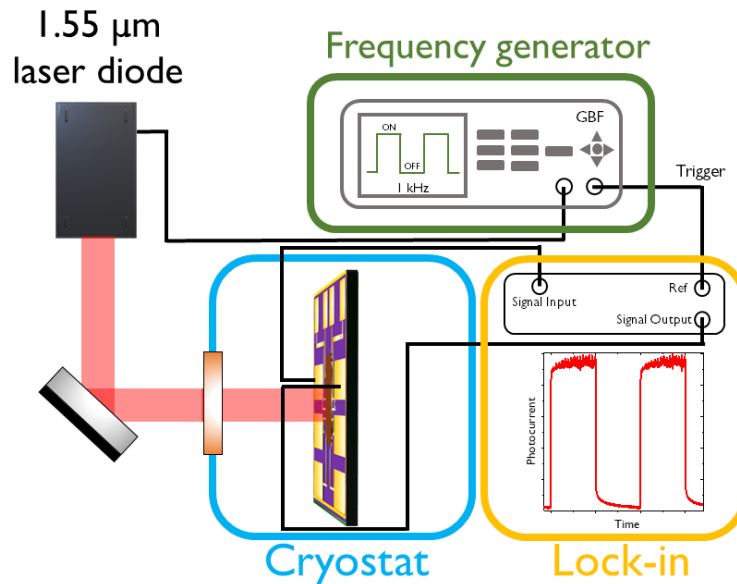 1.55 µm
laser diode
Frequency generator
GBF
ON
OFF
1 kHz
Trigger
Signal Input
Ref
Signal Output
Photocurrent
Time
Cryostat
Lock-in